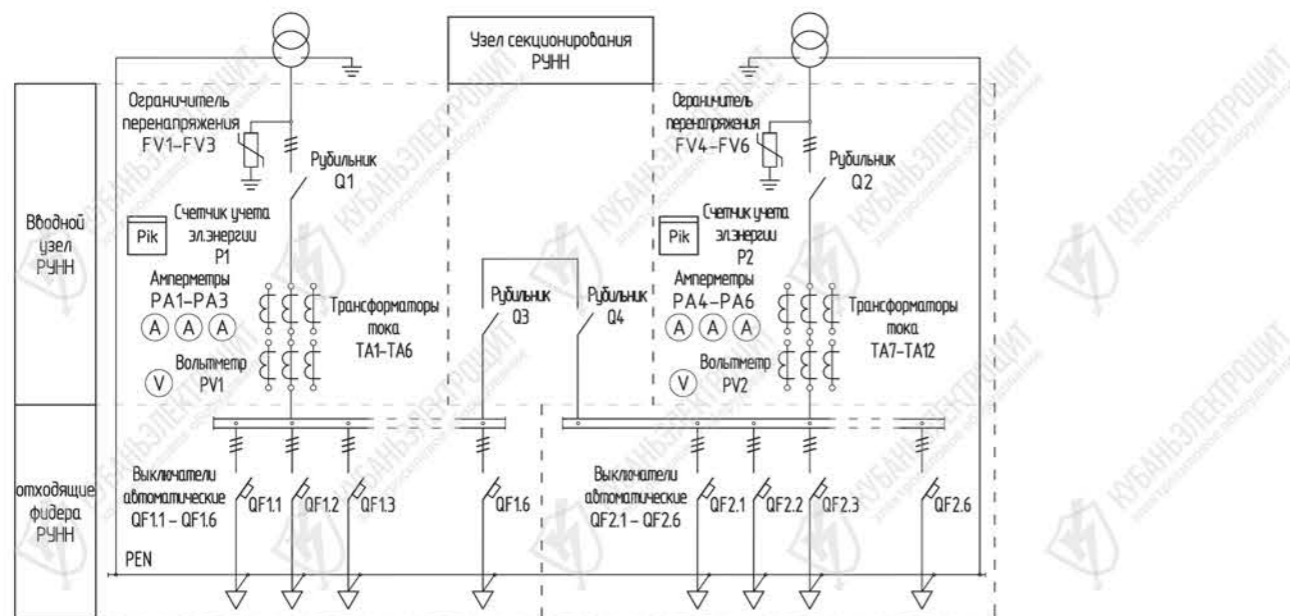 Узел секционирования
РУНН
Вводной
узел
РУНН
отходящие
фидера
РУНН
Ограничитель
перенапряжения
FV1-FV3
Рубильник
Q1
Pik
Счетчик учета
эл.энергии
P1
Амперметры
PA1-PA3
A A A
Вольтметр
PV1
V
Трансформаторы
тока
TA1-TA6
Рубильник
Q3
Рубильник
Q4
Ограничитель
перенапряжения
FV4-FV6
Рубильник
Q2
Pik
Счетчик учета
эл.энергии
P2
Амперметры
PA4-PA6
A A A
Вольтметр
PV2
V
Трансформаторы
тока
TA7-TA12
Выключатели
автоматические
QF1.1 - QF1.6
QF1.1 QF1.2 QF1.3 QF1.6
Выключатели
автоматические
QF2.1 - QF2.6
QF2.1 QF2.2 QF2.3 QF2.6
PEN
КУБАНЬЭЛЕКТРОЩИТ
электрощитовое оборудование